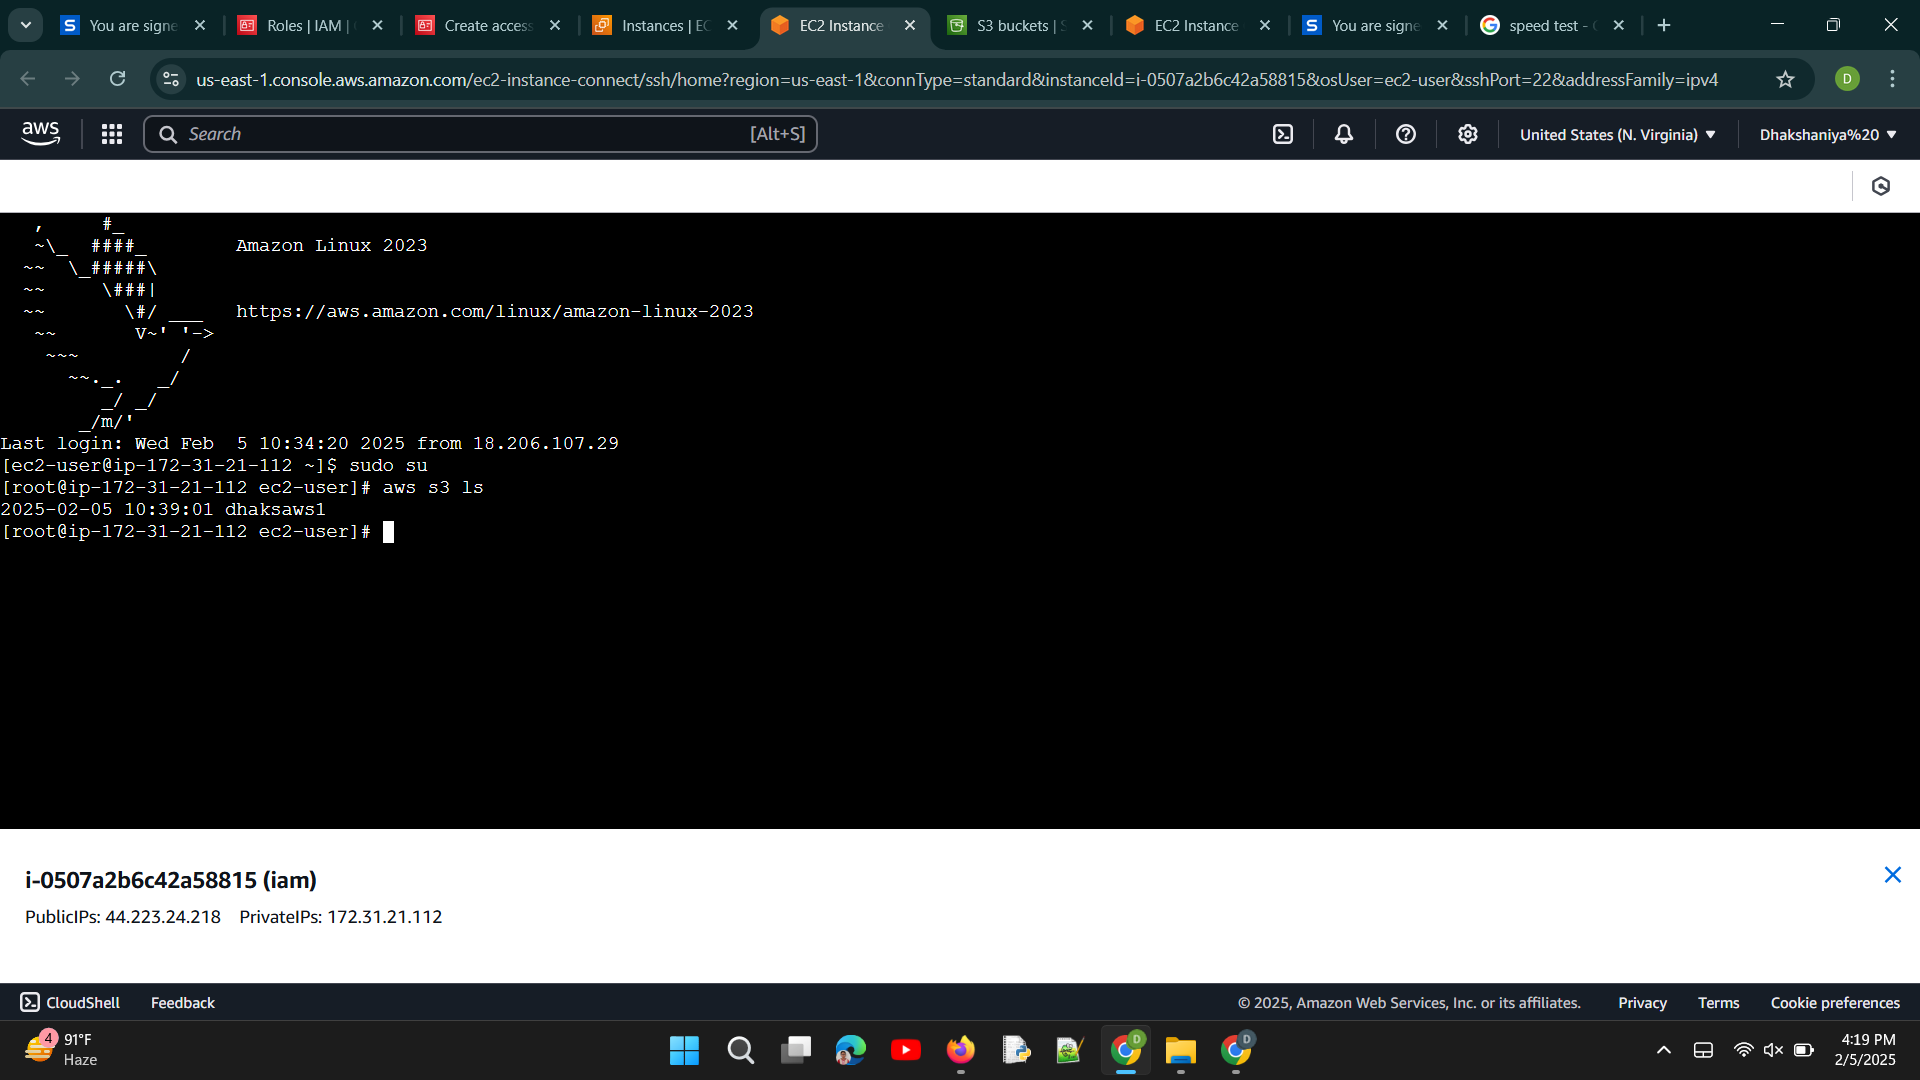 You are signe
Roles | IAM |
Create access
Instances | EC
EC2 Instance
S3 buckets | S
EC2 Instance
You are signe
speed test - G
us-east-1.console.aws.amazon.com/ec2-instance-connect/ssh/home?region=us-east-1&connType=standard&instanceId=i-0507a2b6c42a58815&osUser=ec2-user&sshPort=22&addressFamily=ipv4
D
aws
Search
[Alt+S]
United States (N. Virginia)
Dhakshaniya%20
   ,     #_
   ~\_  ####_        Amazon Linux 2023
  ~~  \_#####\
  ~~     \###|
  ~~       \#/ ___   https://aws.amazon.com/linux/amazon-linux-2023
   ~~       V~' '->
    ~~~         /
      ~~._.   _/
         _/ _/
       _/m/'
Last login: Wed Feb  5 10:34:20 2025 from 18.206.107.29
[ec2-user@ip-172-31-21-112 ~]$ sudo su
[root@ip-172-31-21-112 ec2-user]# aws s3 ls
2025-02-05 10:39:01 dhaksaws1
[root@ip-172-31-21-112 ec2-user]#
i-0507a2b6c42a58815 (iam)
PublicIPs: 44.223.24.218 PrivateIPs: 172.31.21.112
CloudShell
Feedback
© 2025, Amazon Web Services, Inc. or its affiliates.
Privacy
Terms
Cookie preferences
4
91°F
Haze
D
D
4:19 PM
2/5/2025